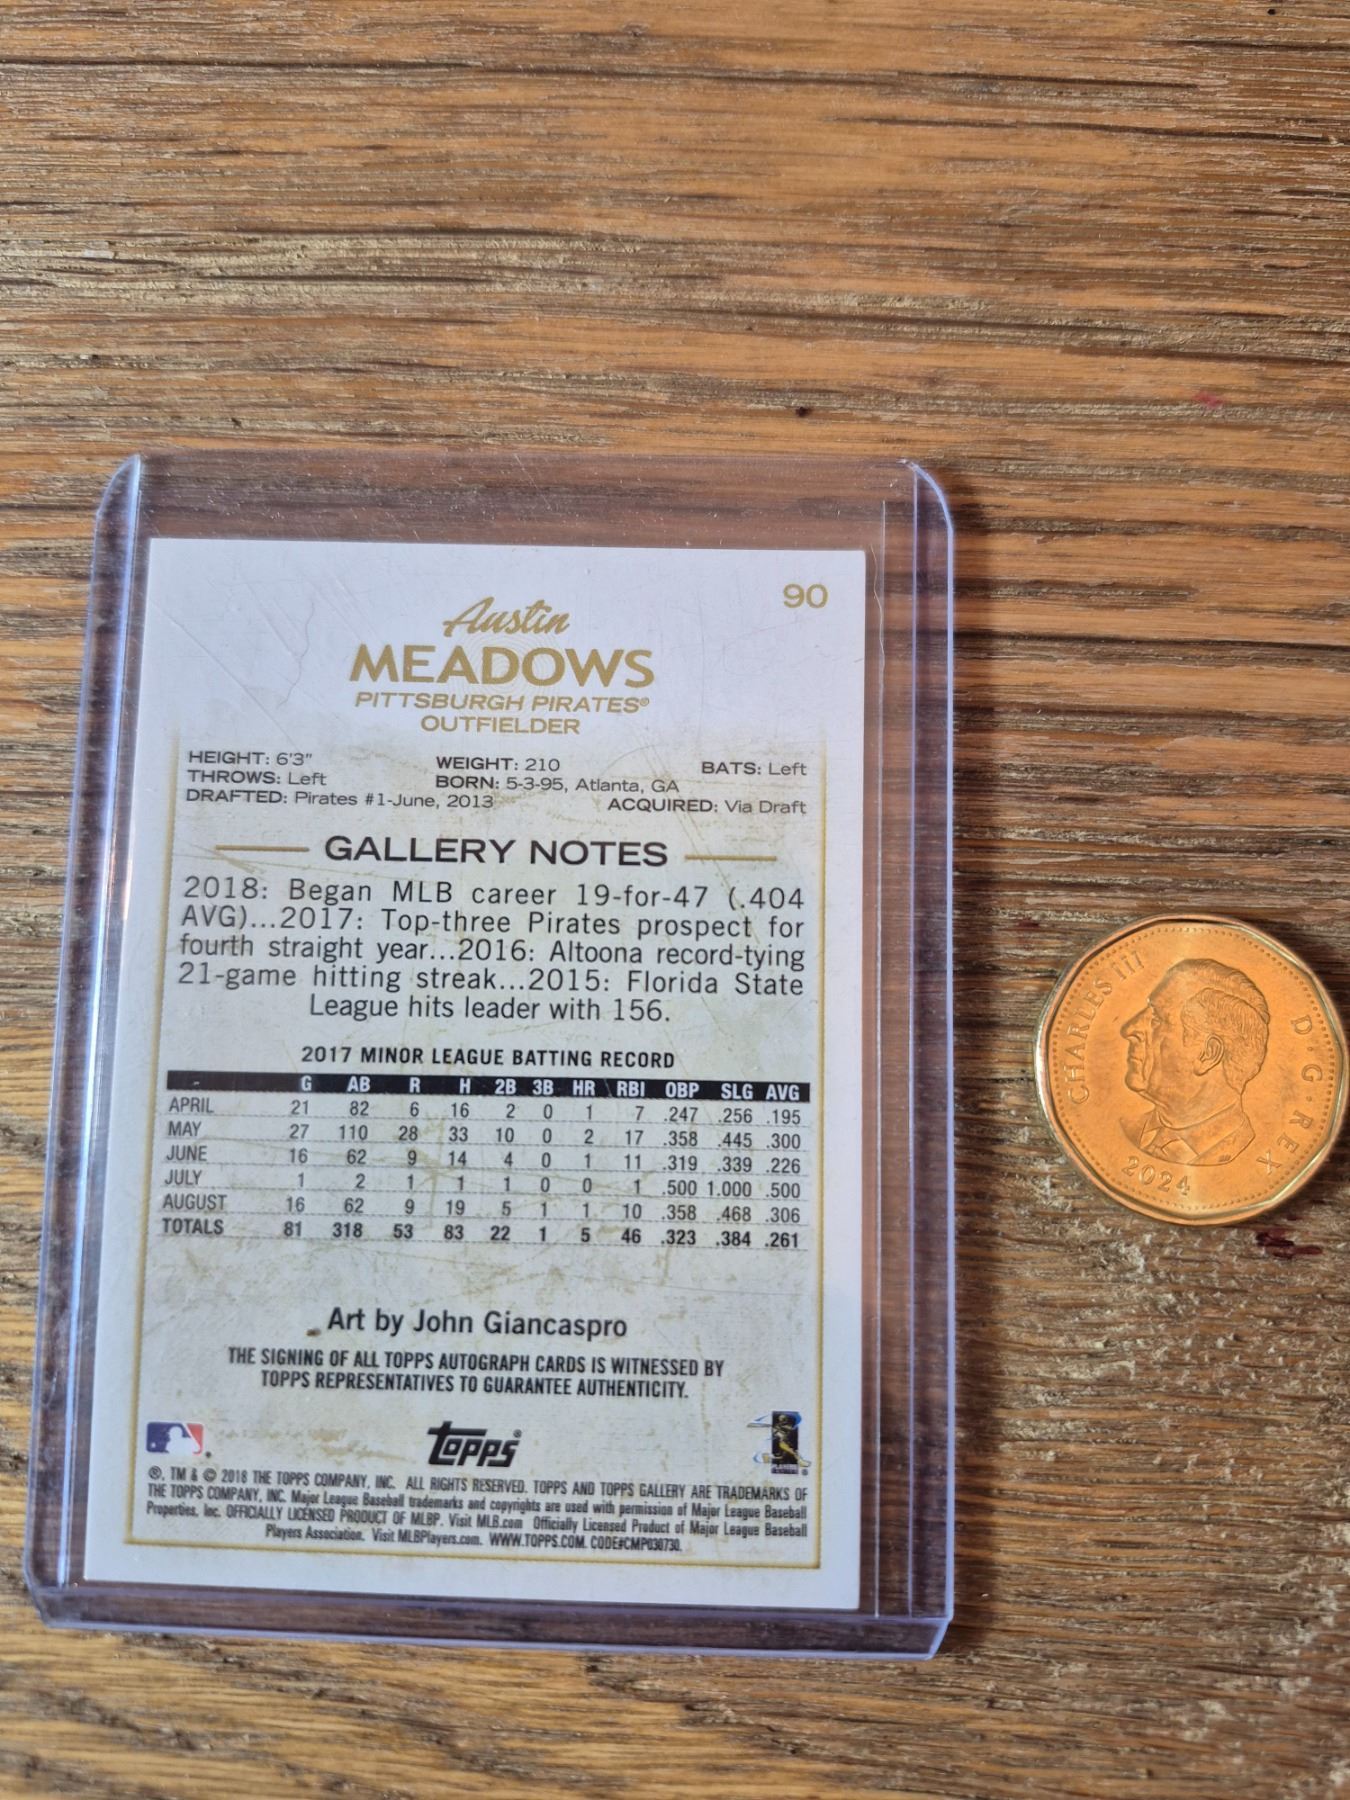 90
Austin
MEADOWS
PITTSBURGH PIRATES®
OUTFIELDER
HEIGHT: 6'3" WEIGHT: 210 BATS: Left
THROWS: Left BORN: 5-3-95, Atlanta, GA
DRAFTED: Pirates #1-June, 2013 ACQUIRED: Via Draft
GALLERY NOTES
2018: Began MLB career 19-for-47 (.404
AVG)...2017: Top-three Pirates prospect for
fourth straight year...2016: Altoona record-tying
21-game hitting streak...2015: Florida State
League hits leader with 156.
2017 MINOR LEAGUE BATTING RECORD
G AB R H 2B 3B HR RBI OBP SLG AVG
APRIL 21 82 6 16 2 0 1 7 .247 .256 .195
MAY 27 110 28 33 10 0 2 17 .358 .445 .300
JUNE 16 62 9 14 4 0 1 11 .319 .339 .226
JULY 1 2 1 1 1 0 0 1 .500 1.000 .500
AUGUST 16 62 9 19 5 1 1 10 .358 .468 .306
TOTALS 81 318 53 83 22 1 5 46 .323 .384 .261
Art by John Giancaspro
THE SIGNING OF ALL TOPPS AUTOGRAPH CARDS IS WITNESSED BY
TOPPS REPRESENTATIVES TO GUARANTEE AUTHENTICITY.
topps®
®, TM & © 2018 THE TOPPS COMPANY, INC. ALL RIGHTS RESERVED. TOPPS AND TOPPS GALLERY ARE TRADEMARKS OF
THE TOPPS COMPANY, INC. Major League Baseball trademarks and copyrights are used with permission of Major League Baseball
Properties, Inc. OFFICIALLY LICENSED PRODUCT OF MLBP. Visit MLB.com Officially Licensed Product of Major League Baseball
Players Association. Visit MLBPlayers.com. WWW.TOPPS.COM. CODE#CMP030730.
CHARLES III D·G·REX
2024